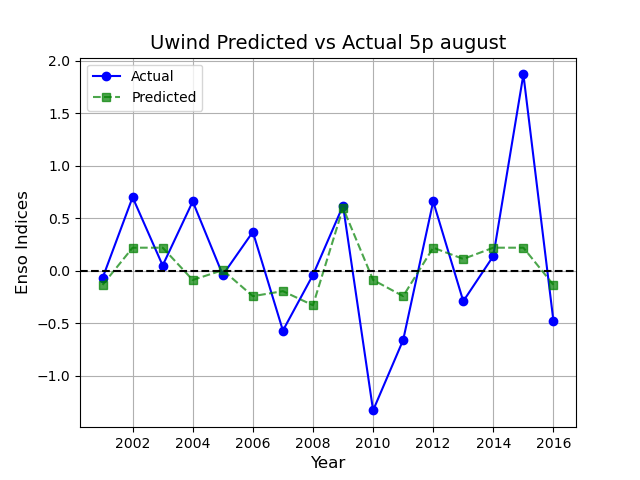 Uwind Predicted vs Actual 5p august
Actual
Predicted
2.0
1.5
1.0
0.5
0.0
−0.5
−1.0
Enso Indices
2002 2004 2006 2008 2010 2012 2014 2016
Year